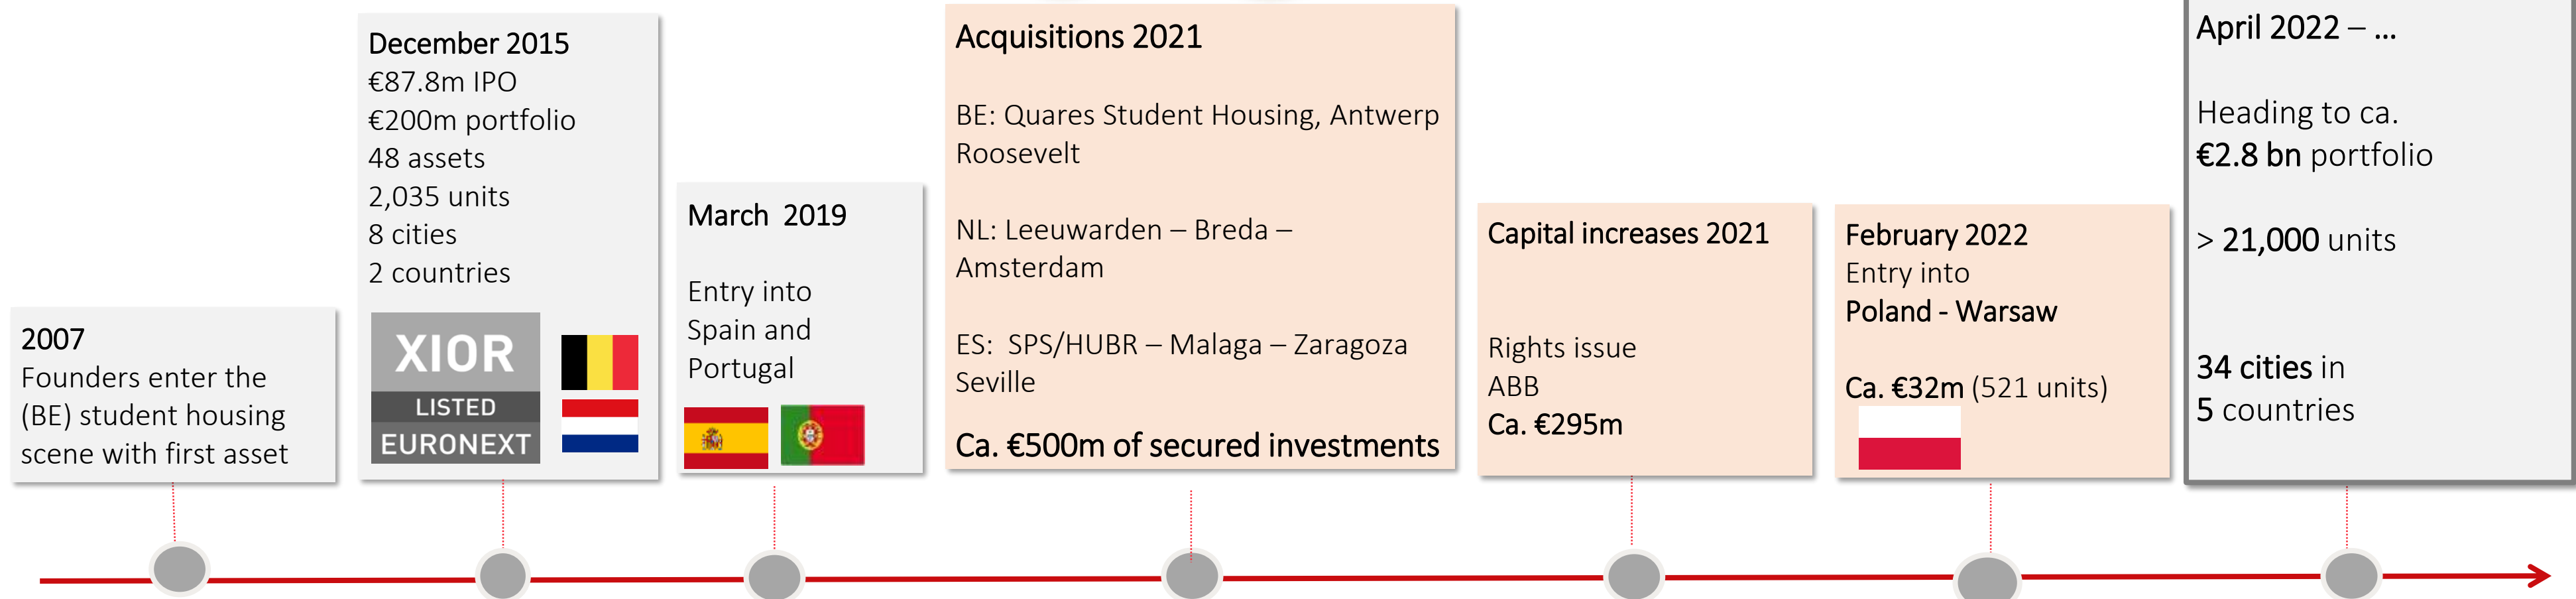 2007
Founders enter the
(BE) student housing
scene with first asset
December 2015
€87.8m IPO
€200m portfolio
48 assets
2,035 units
8 cities
2 countries
XIOR
LISTED
EURONEXT
March 2019
Entry into
Spain and
Portugal
Acquisitions 2021
BE: Quares Student Housing, Antwerp
Roosevelt
NL: Leeuwarden – Breda –
Amsterdam
ES: SPS/HUBR – Malaga – Zaragoza
Seville
Ca. €500m of secured investments
Capital increases 2021
Rights issue
ABB
Ca. €295m
February 2022
Entry into
Poland - Warsaw
Ca. €32m (521 units)
April 2022 – ...
Heading to ca.
€2.8 bn portfolio
> 21,000 units
34 cities in
5 countries